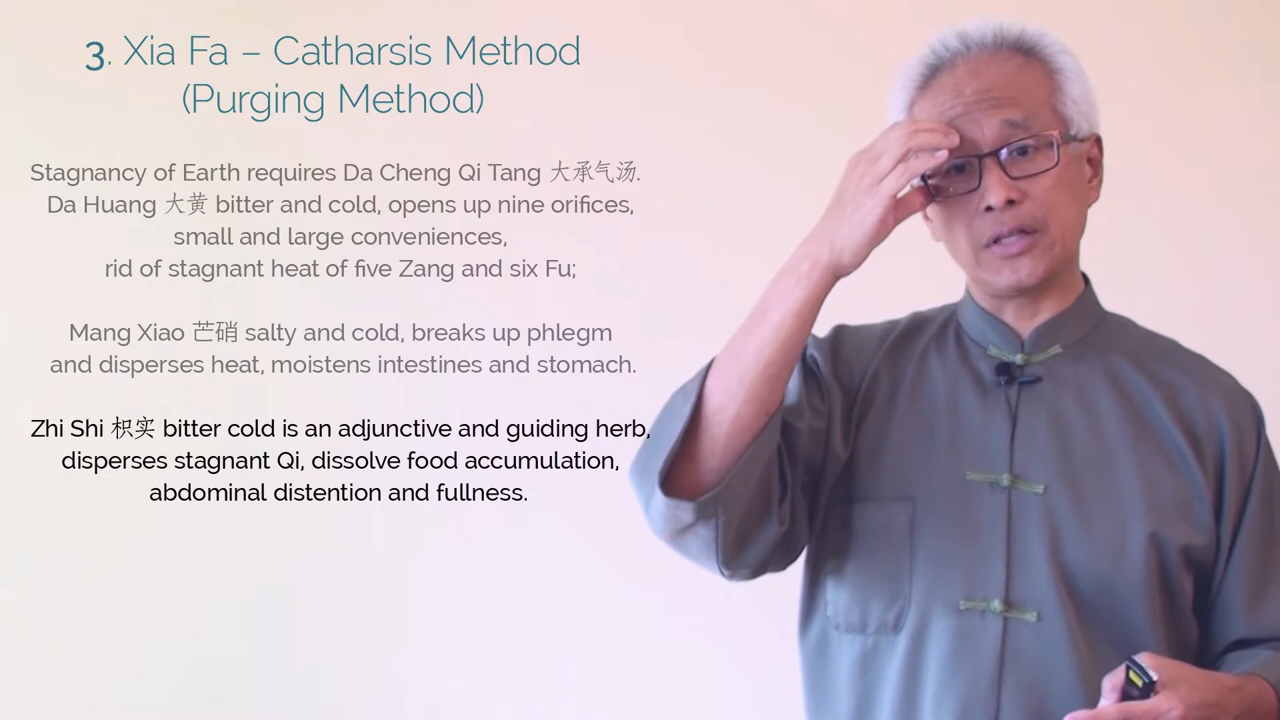 3. Xia Fa – Catharsis Method
(Purging Method)
Stagnancy of Earth requires Da Cheng Qi Tang 大承气汤.
Da Huang 大黄 bitter and cold, opens up nine orifices,
small and large conveniences,
rid of stagnant heat of five Zang and six Fu;
Mang Xiao 芒硝 salty and cold, breaks up phlegm
and disperses heat, moistens intestines and stomach.
Zhi Shi 枳实 bitter cold is an adjunctive and guiding herb,
disperses stagnant Qi, dissolve food accumulation,
abdominal distention and fullness.